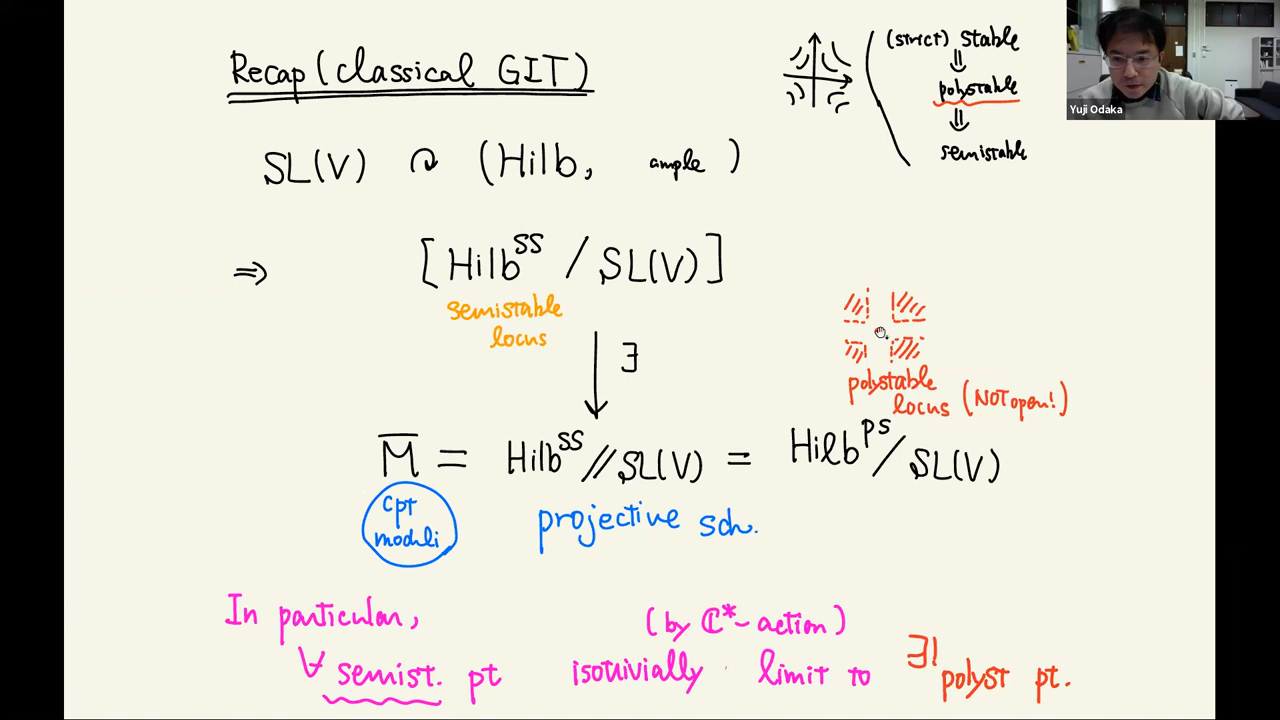 Recap (classical GIT)
(strict) stable
⇓
polystable
⇓
semistable
SL(V) ↷ (Hilb, ample )
⇒ [Hilb^ss / SL(V)]
semistable
locus
∃
polystable
locus (NOT open!)
M̅ = Hilb^ss // SL(V) = Hilb^ps / SL(V)
cpt
moduli
projective sch.
In particular,
(by ℂ*-action)
∀ semist. pt isotrivially limit to ∃! polyst pt.
Yuji Odaka